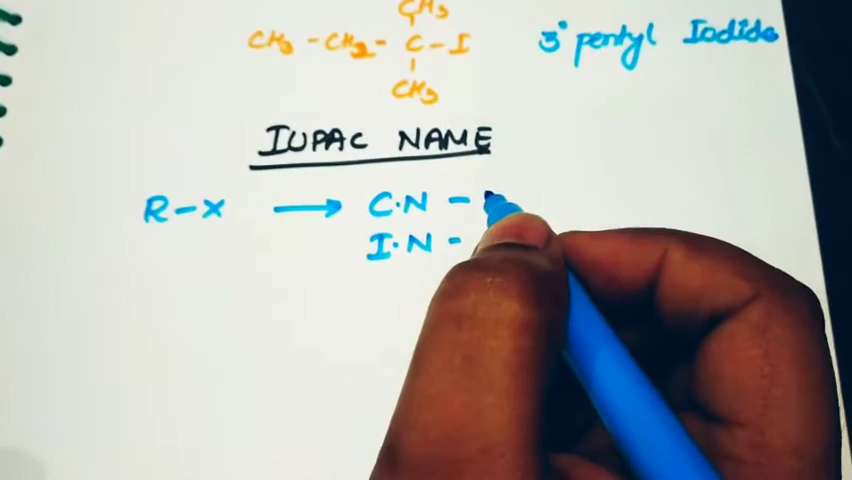 CH3
CH3 - CH2 - C - I 3° pentyl Iodide
CH3
IUPAC NAME
R-X → C.N -
I.N -